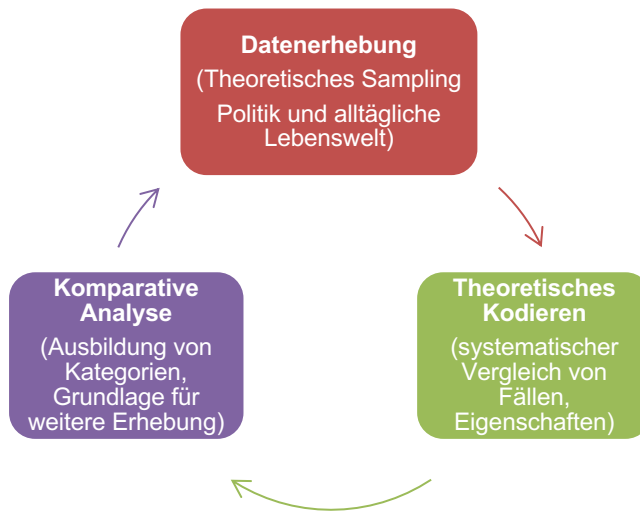 Datenerhebung
(Theoretisches Sampling
Politik und alltägliche
Lebenswelt)
Komparative
Analyse
(Ausbildung von
Kategorien,
Grundlage für
weitere Erhebung)
Theoretisches
Kodieren
(systematischer
Vergleich von
Fällen,
Eigenschaften)